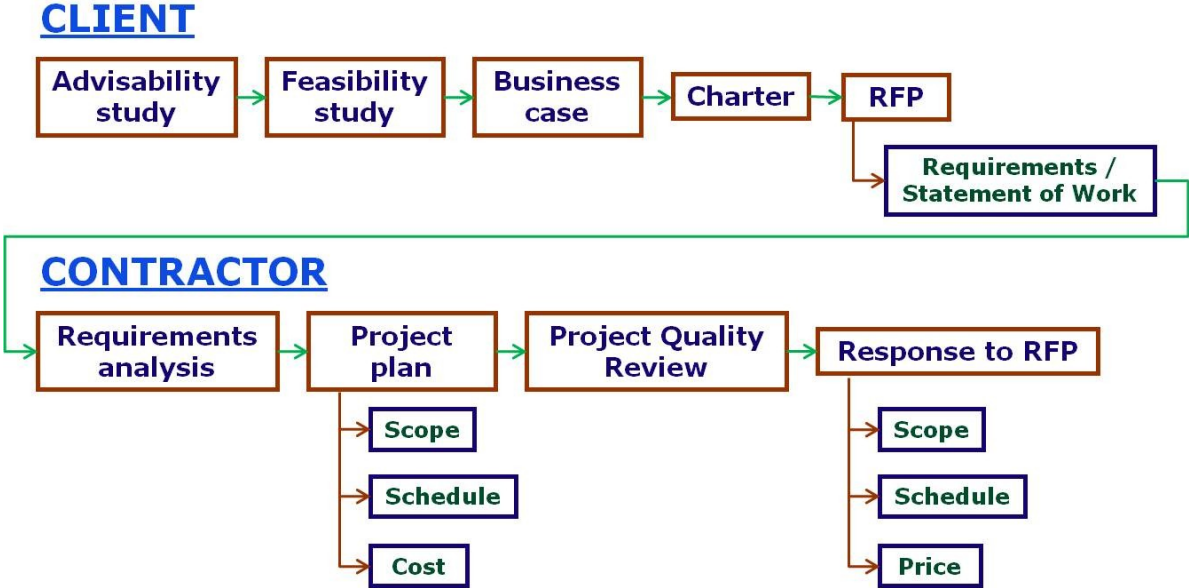 CLIENT
Advisability
study
Feasibility
study
Business
case
Charter
RFP
Requirements /
Statement of Work
CONTRACTOR
Requirements
analysis
Project
plan
Project Quality
Review
Response to RFP
Scope
Schedule
Cost
Scope
Schedule
Price